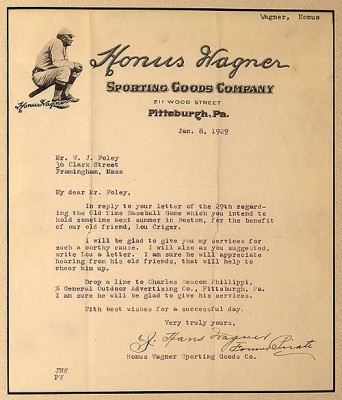 Wagner, Honus
Honus Wagner
Honus Wagner
SPORTING GOODS COMPANY
211 WOOD STREET
Pittsburgh, Pa.
Jan. 8, 1929
Mr. W. J. Foley
36 Clark Street
Framingham, Mass
My dear Mr. Foley,
In reply to your letter of the 29th regard-
ing the Old Time Baseball Game which you intend to
hold sometime next summer in Boston, for the benefit
of our old friend, Lou Criger.
I will be glad to give you my services for
such a worthy cause. I will also as you suggested,
write Lou a letter. I am sure he will appreciate
hearing from his old friends, that will help to
cheer him up.
Drop a line to Charles Deacon Phillippi,
% General Outdoor Advertising Co., Pittsburgh, Pa.
I am sure he will be glad to give his services.
With best wishes for a successful day.
Very truly yours,
J. Hans Wagner
Former Pirate
Honus Wagner Sporting Goods Co.
JHW
PW